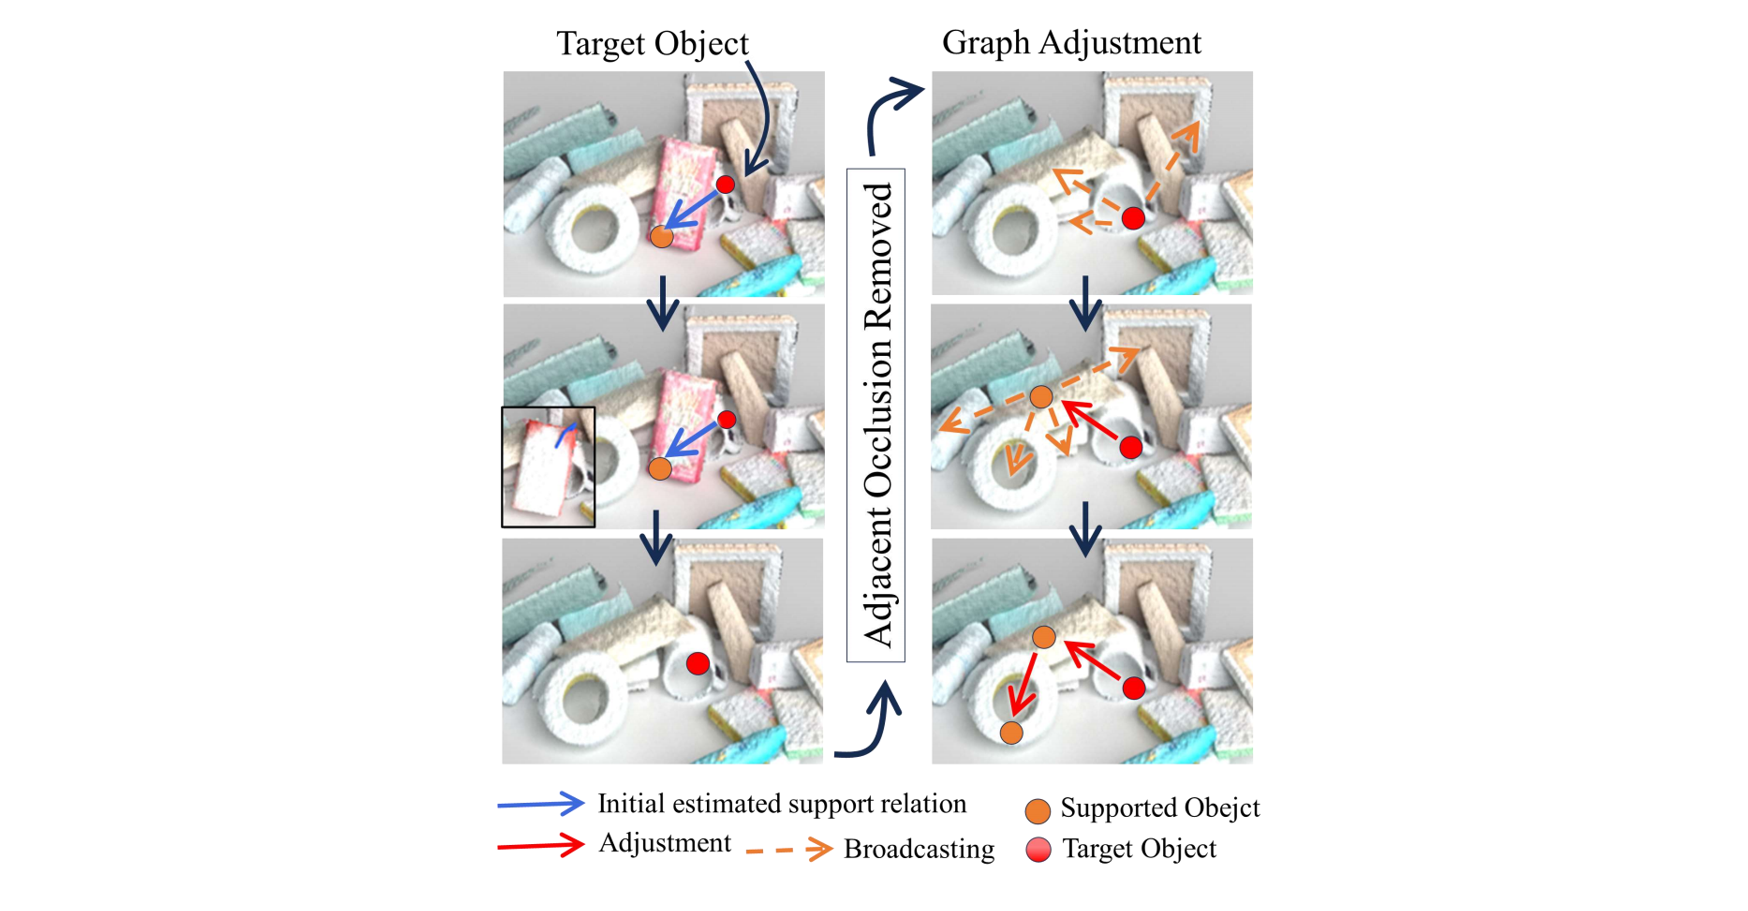 Target Object
Graph Adjustment
Adjacent Occlusion Removed
Initial estimated support relation
Supported Obejct
Adjustment
Broadcasting
Target Object